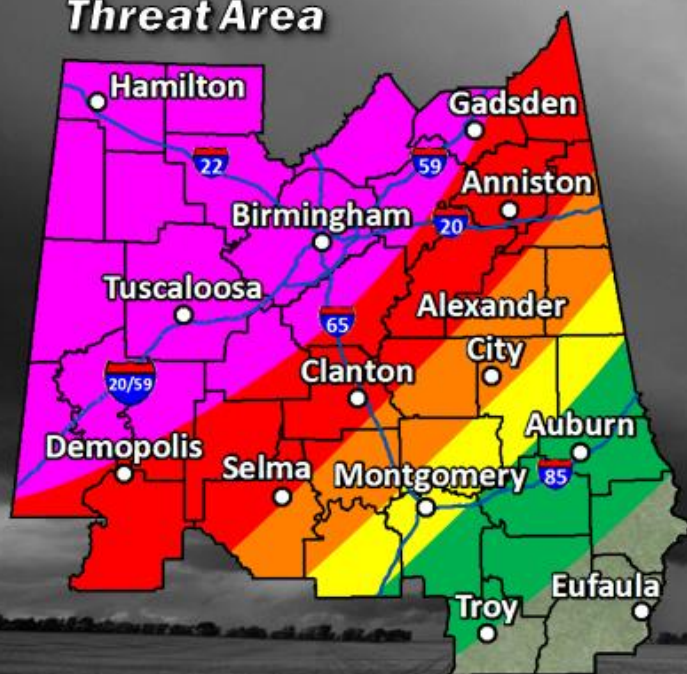 Threat Area
Hamilton
Gadsden
22
59
Anniston
Birmingham
20
Tuscaloosa
65
Alexander
City
20/59
Clanton
Auburn
Demopolis
Selma
Montgomery
85
Eufaula
Troy